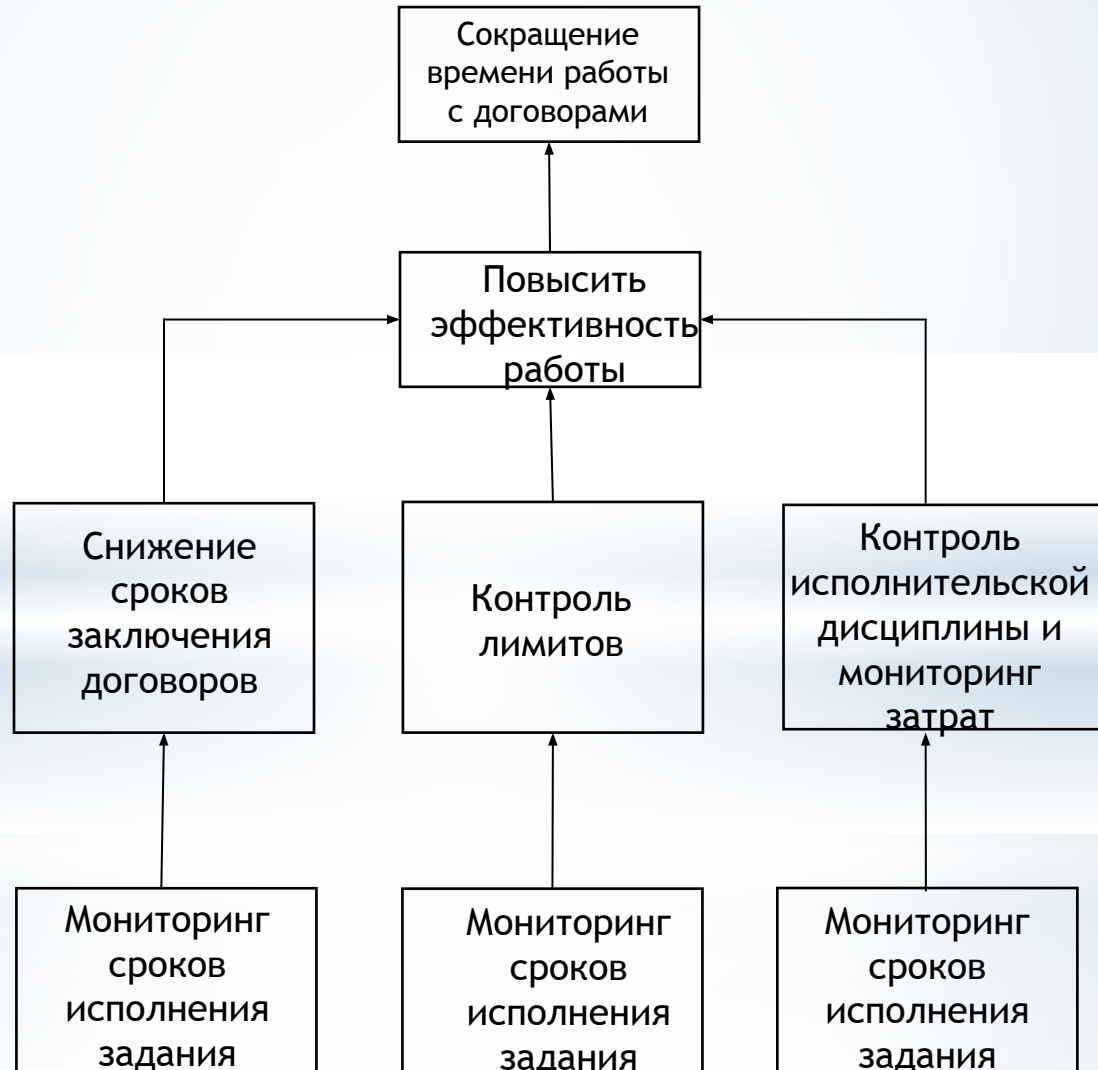 Сокращение
времени работы
с договорами
Повысить
эффективность
работы
Снижение
сроков
заключения
договоров
Контроль
лимитов
Контроль
исполнительской
дисциплины и
мониторинг
затрат
Мониторинг
сроков
исполнения
задания
Мониторинг
сроков
исполнения
задания
Мониторинг
сроков
исполнения
задания